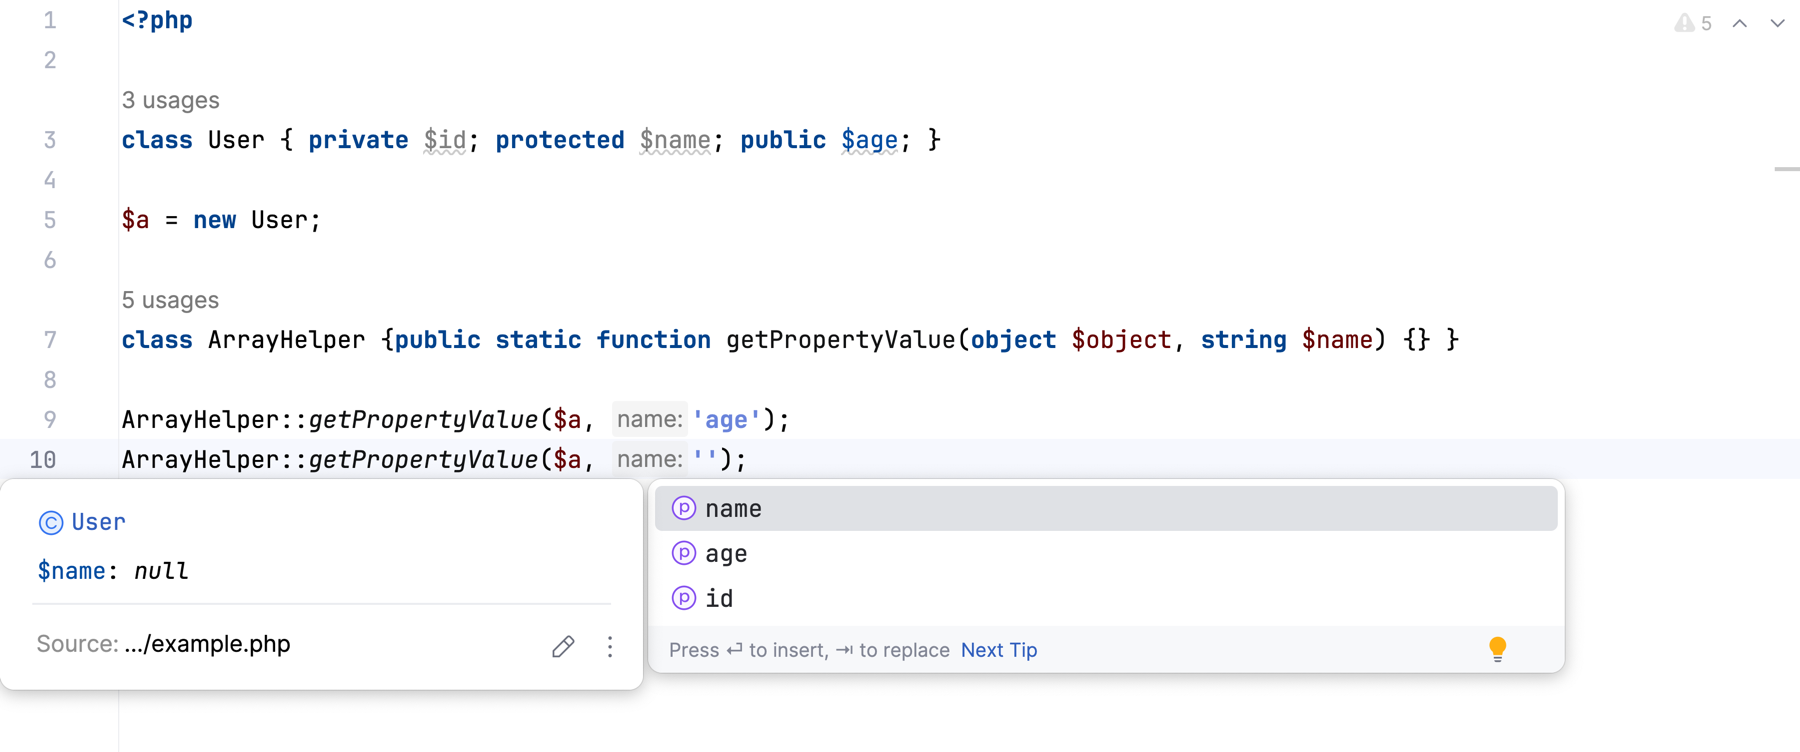 1 <?php
5
2
3 usages
3 class User { private $id; protected $name; public $age; }
4
5 $a = new User;
6
5 usages
7 class ArrayHelper {public static function getPropertyValue(object $object, string $name) {} }
8
9 ArrayHelper::getPropertyValue($a, name: 'age');
10 ArrayHelper::getPropertyValue($a, name: '');
C User
$name: null
Source: .../example.php
p name
p age
p id
Press ↵ to insert, ⇥ to replace Next Tip